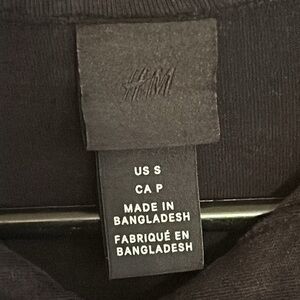 H&M
US S
CA P
MADE IN
BANGLADESH
FABRIQUÉ EN
BANGLADESH